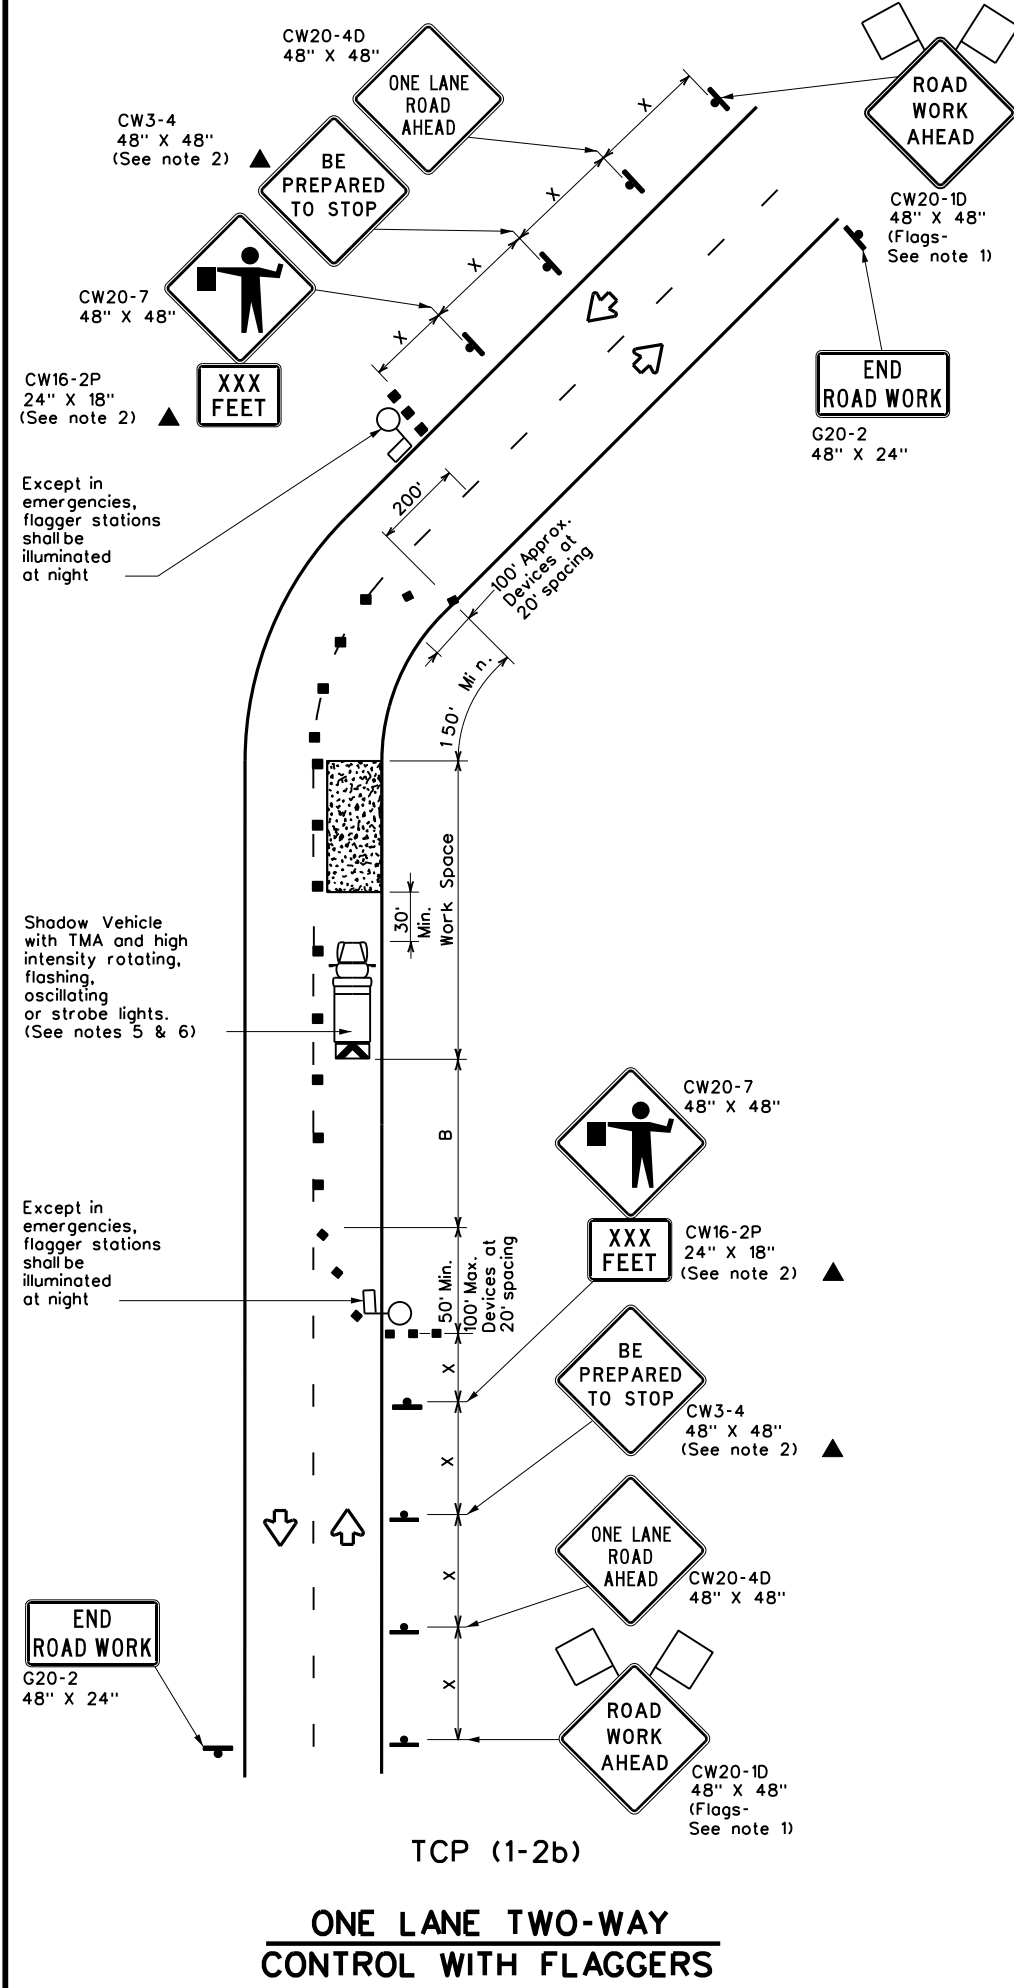 CW20-4D
48" X 48"
ONE LANE
ROAD
AHEAD
X
ROAD
WORK
AHEAD
CW3-4
48" X 48"
(See note 2)
BE
PREPARED
TO STOP
X
CW20-1D
48" X 48"
(Flags-
See note 1)
CW20-7
48" X 48"
X
X
END
ROAD WORK
G20-2
48" X 24"
CW16-2P
24" X 18"
(See note 2)
XXX
FEET
Except in
emergencies,
flagger stations
shall be
illuminated
at night
200'
100' Approx.
Devices at
20' spacing
150' Min.
Work Space
30'
Min.
Shadow Vehicle
with TMA and high
intensity rotating,
flashing,
oscillating
or strobe lights.
(See notes 5 & 6)
B
CW20-7
48" X 48"
XXX
FEET
CW16-2P
24" X 18"
(See note 2)
Except in
emergencies,
flagger stations
shall be
illuminated
at night
50' Min.
100' Max.
Devices at
20' spacing
X
BE
PREPARED
TO STOP
CW3-4
48" X 48"
(See note 2)
X
ONE LANE
ROAD
AHEAD
CW20-4D
48" X 48"
X
END
ROAD WORK
G20-2
48" X 24"
X
ROAD
WORK
AHEAD
CW20-1D
48" X 48"
(Flags-
See note 1)
TCP (1-2b)
ONE LANE TWO-WAY
CONTROL WITH FLAGGERS